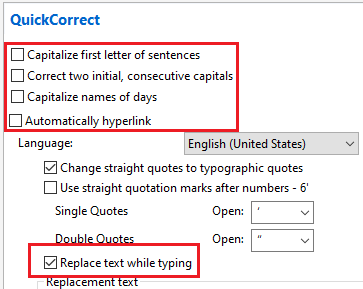 QuickCorrect
Capitalize first letter of sentences
Correct two initial, consecutive capitals
Capitalize names of days
Automatically hyperlink
Language: English (United States)
Change straight quotes to typographic quotes
Use straight quotation marks after numbers - 6'
Single Quotes Open: ‘
Double Quotes Open: “
Replace text while typing
Replacement text